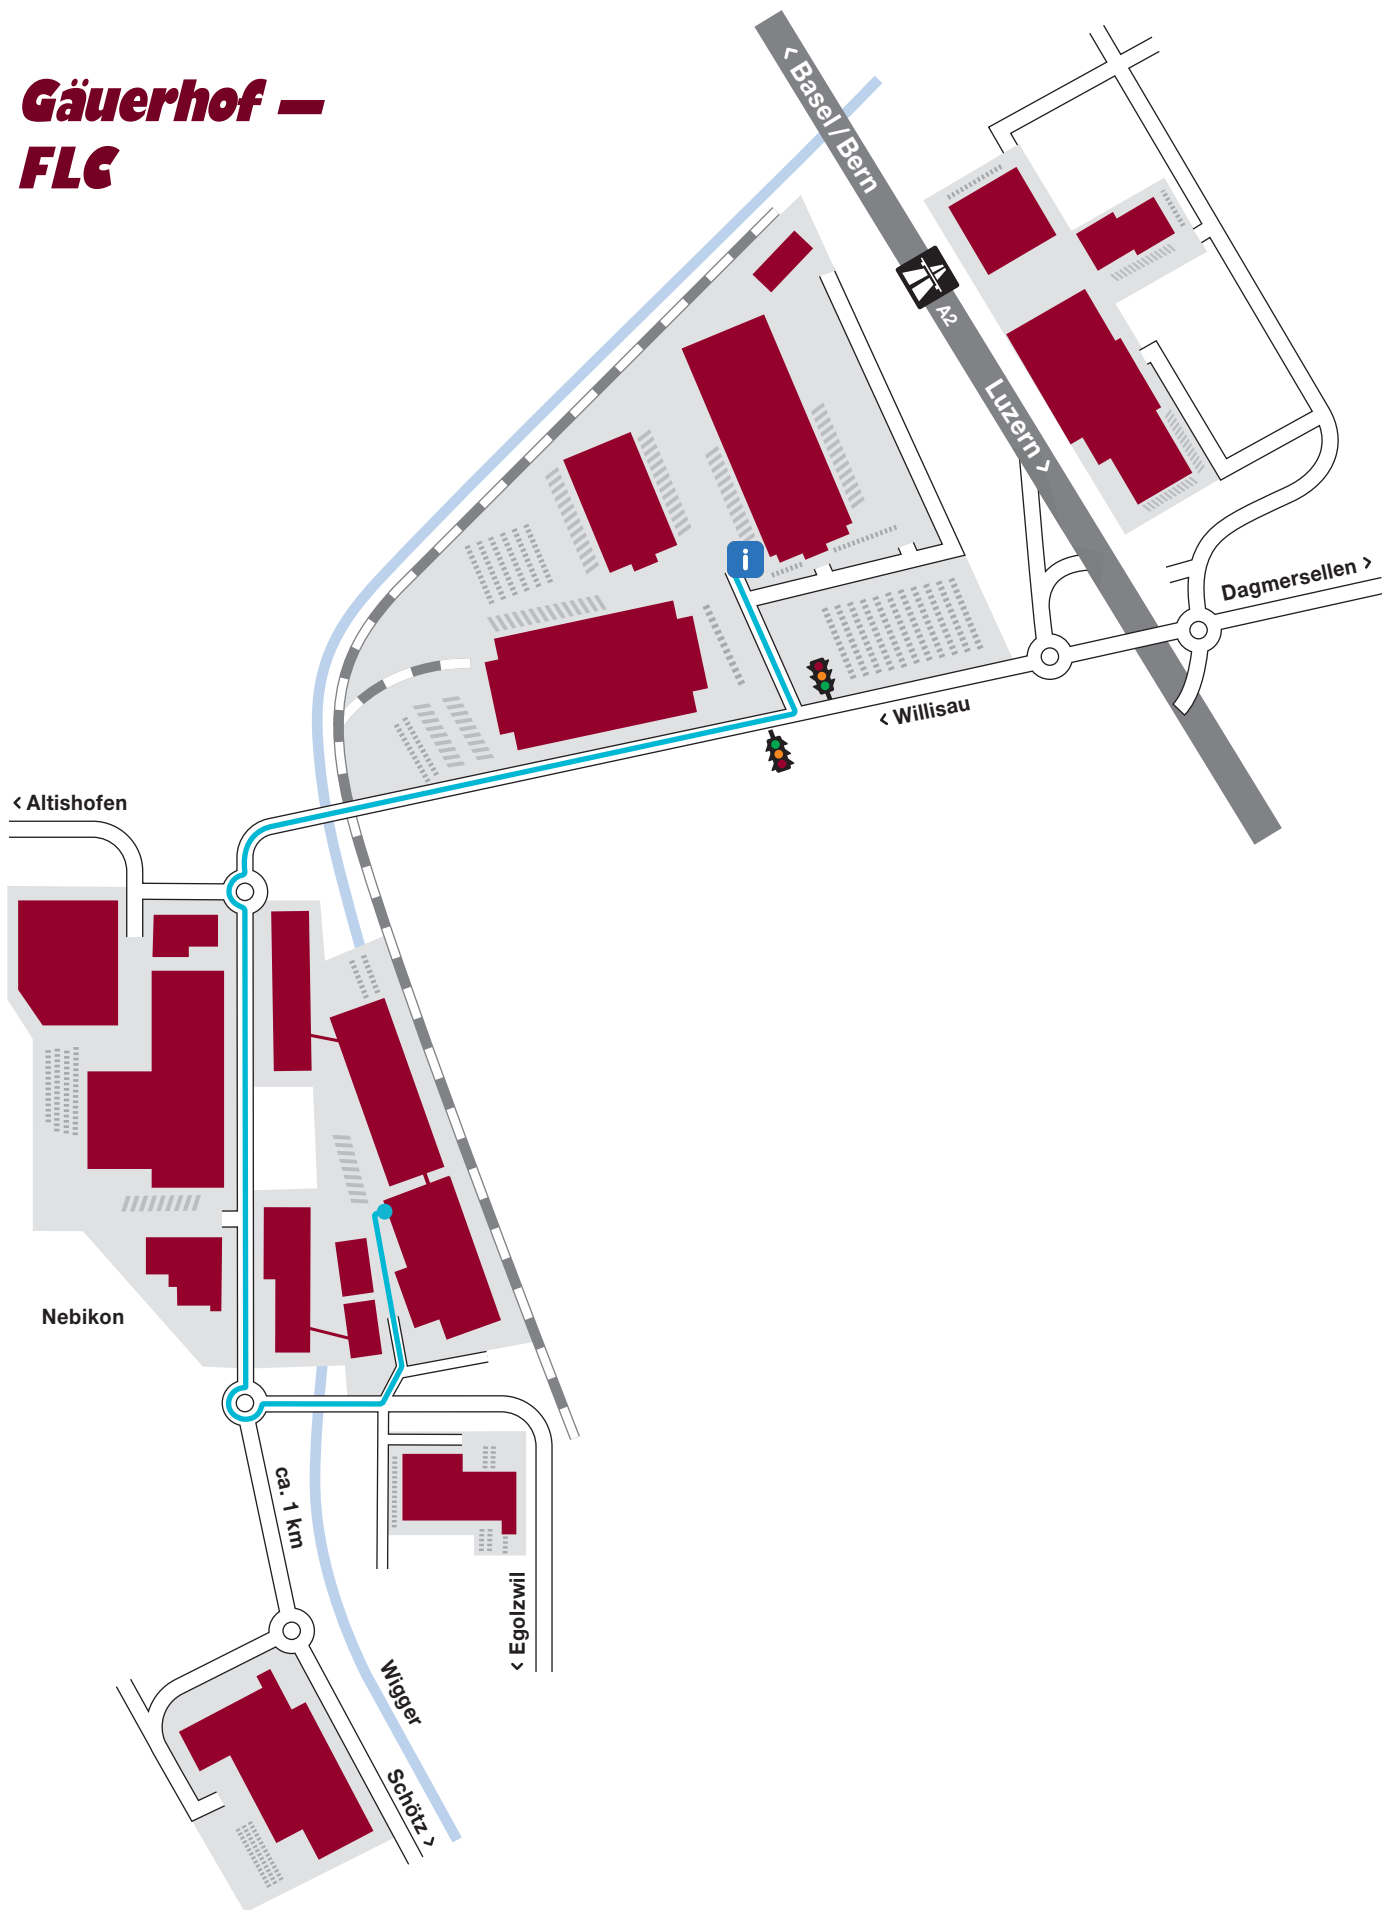 Gäuerhof —
FLC
< Basel / Bern
A2
Luzern >
Dagmersellen >
< Willisau
< Altishofen
Nebikon
ca. 1 km
< Egolzwil
Wigger
Schötz >
i